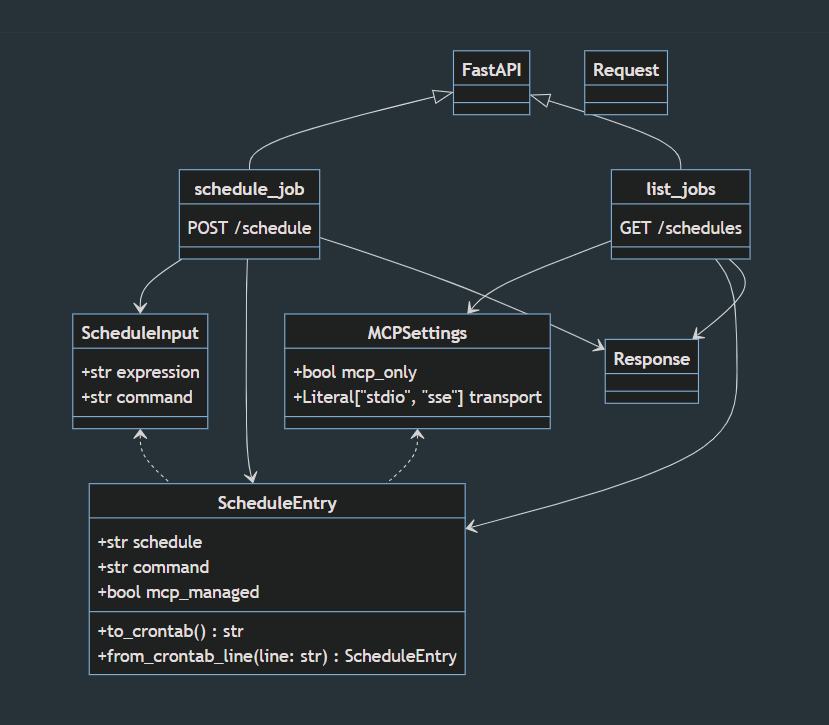 FastAPI
Request
schedule_job
POST /schedule
list_jobs
GET /schedules
ScheduleInput
+str expression
+str command
MCPSettings
+bool mcp_only
+Literal["stdio", "sse"] transport
Response
ScheduleEntry
+str schedule
+str command
+bool mcp_managed
+to_crontab() : str
+from_crontab_line(line: str) : ScheduleEntry